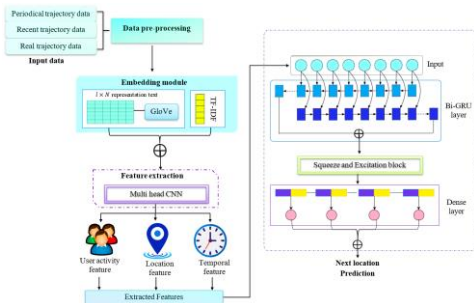 Periodical trajectory data
Recent trajectory data
Real trajectory data
Input data
Data pre-processing
Embedding module
l × N representation text
GloVe
TF-IDF
Feature extraction
Multi head CNN
User activity
feature
Location
feature
Temporal
feature
Extracted Features
Input
Bi-GRU
layer
Squeeze and Excitation block
Dense
layer
Next location
Prediction